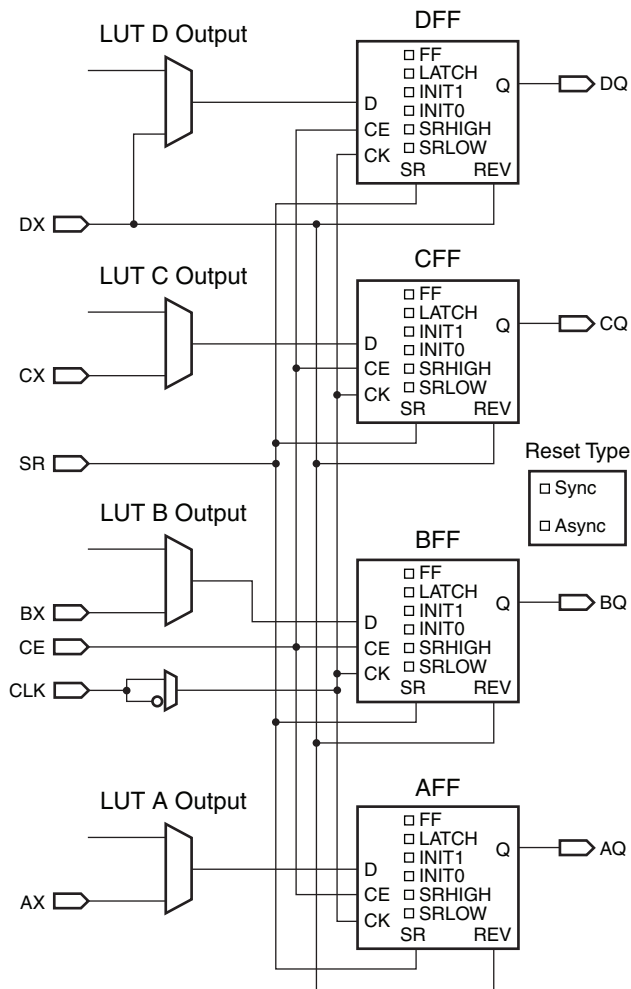 DFF
LUT D Output
FF
LATCH
INIT1
INIT0
SRHIGH
SRLOW
D
CE
CK
Q
SR
REV
DQ
DX
CFF
LUT C Output
FF
LATCH
INIT1
INIT0
SRHIGH
SRLOW
D
CE
CK
Q
SR
REV
CQ
CX
SR
Reset Type
Sync
Async
LUT B Output
BFF
FF
LATCH
INIT1
INIT0
SRHIGH
SRLOW
D
CE
CK
Q
SR
REV
BQ
BX
CE
CLK
AFF
LUT A Output
FF
LATCH
INIT1
INIT0
SRHIGH
SRLOW
D
CE
CK
Q
SR
REV
AQ
AX